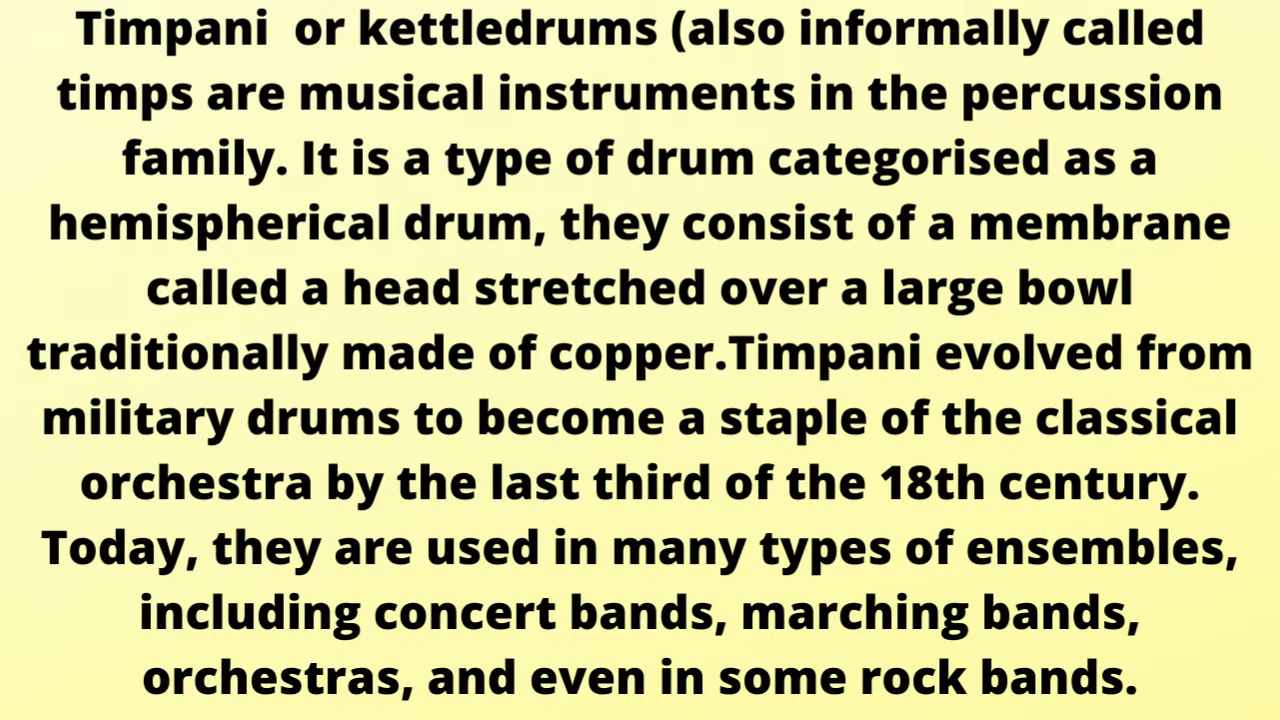 Timpani  or kettledrums (also informally called
timps are musical instruments in the percussion
family. It is a type of drum categorised as a
hemispherical drum, they consist of a membrane
called a head stretched over a large bowl
traditionally made of copper.Timpani evolved from
military drums to become a staple of the classical
orchestra by the last third of the 18th century.
Today, they are used in many types of ensembles,
including concert bands, marching bands,
orchestras, and even in some rock bands.